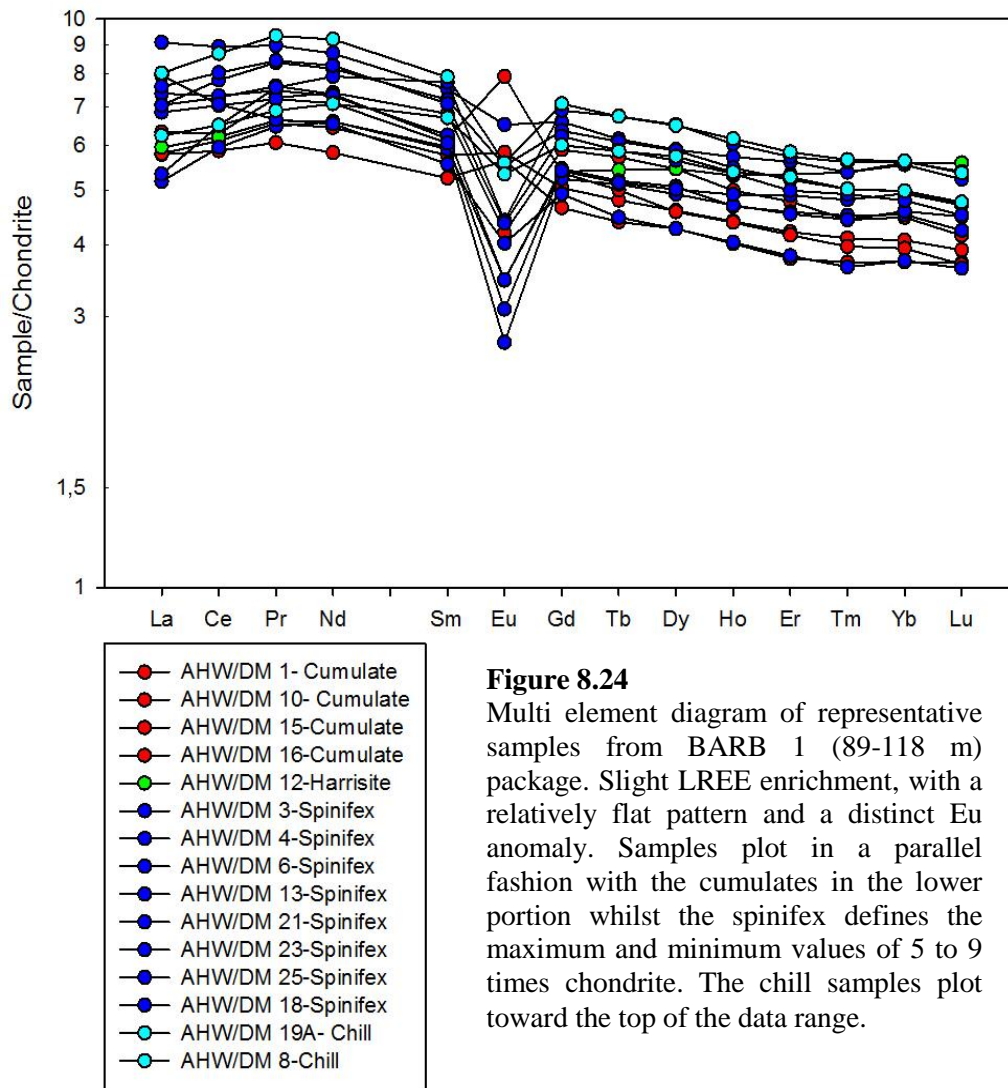 10
9
8
7
6
5
4
3
1,5
1
Sample/Chondrite
La Ce Pr Nd Sm Eu Gd Tb Dy Ho Er Tm Yb Lu
AHW/DM 1- Cumulate
AHW/DM 10- Cumulate
AHW/DM 15-Cumulate
AHW/DM 16-Cumulate
AHW/DM 12-Harrisite
AHW/DM 3-Spinifex
AHW/DM 4-Spinifex
AHW/DM 6-Spinifex
AHW/DM 13-Spinifex
AHW/DM 21-Spinifex
AHW/DM 23-Spinifex
AHW/DM 25-Spinifex
AHW/DM 18-Spinifex
AHW/DM 19A- Chill
AHW/DM 8-Chill
Figure 8.24
Multi element diagram of representative
samples from BARB 1 (89-118 m)
package. Slight LREE enrichment, with a
relatively flat pattern and a distinct Eu
anomaly. Samples plot in a parallel
fashion with the cumulates in the lower
portion whilst the spinifex defines the
maximum and minimum values of 5 to 9
times chondrite. The chill samples plot
toward the top of the data range.